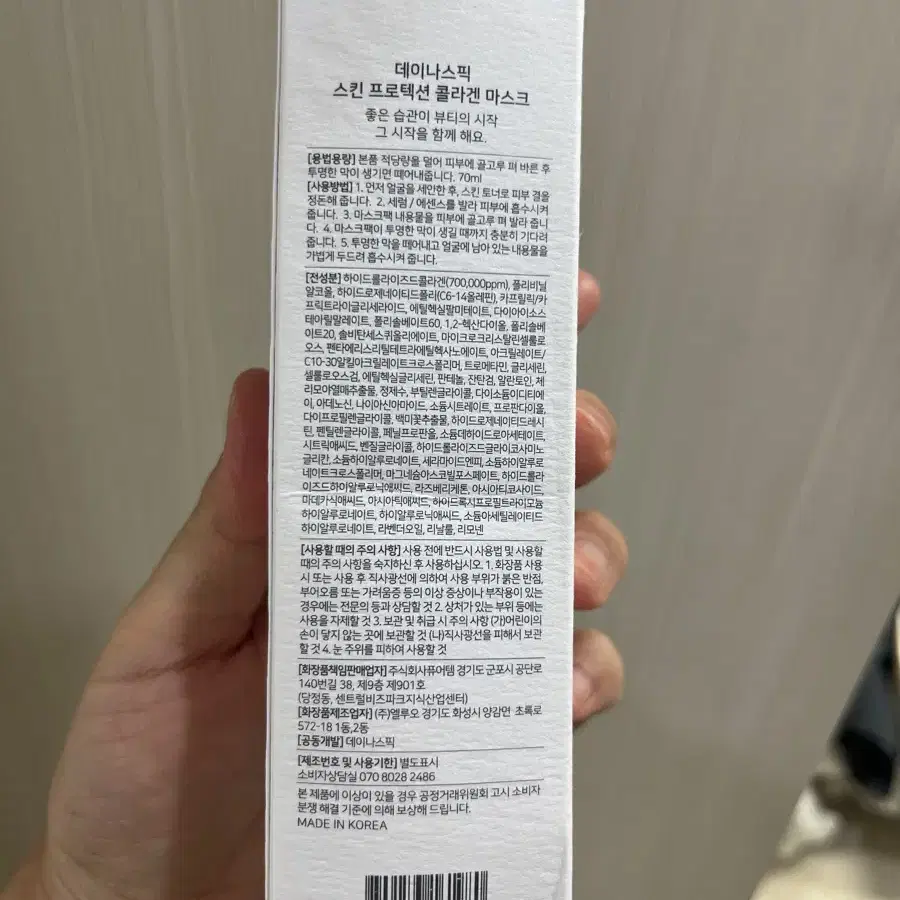 데이나스픽
스킨 프로텍션 콜라겐 마스크
좋은 습관이 뷰티의 시작
그 시작을 함께 해요.
[용법용량] 본품 적당량을 덜어 피부에 골고루 펴 바른 후
투명한 막이 생기면 떼어내줍니다. 70ml
[사용방법] 1. 먼저 얼굴을 세안한 후, 스킨 토너로 피부 결을
정돈해 줍니다. 2. 세럼 / 에센스를 발라 피부에 흡수시켜
줍니다. 3. 마스크팩 내용물을 피부에 골고루 펴 발라 줍니
다. 4. 마스크팩이 투명한 막이 생길 때까지 충분히 기다려
줍니다. 5. 투명한 막을 떼어내고 얼굴에 남아 있는 내용물을
가볍게 두드려 흡수시켜 줍니다.
[전성분] 하이드롤라이즈드콜라겐(700,000ppm), 폴리비닐
알코올, 하이드로제네이티드폴리(C6-14올레핀), 카프릴릭/카
프릭트라이글리세라이드, 에틸헥실팔미테이트, 다이아이소스
테아릴말레이트, 폴리솔베이트60, 1,2-헥산다이올, 폴리솔베
이트20, 솔비탄세스퀴올리에이트, 마이크로크리스탈린셀룰로
오스, 펜타에리스리틸테트라에틸헥사노에이트, 아크릴레이트/
C10-30알킬아크릴레이트크로스폴리머, 트로메타민, 글리세린,
셀룰로오스검, 에틸헥실글리세린, 판테놀, 잔탄검, 알란토인, 체
리모야열매추출물, 정제수, 부틸렌글라이콜, 다이소듐이디티에
이, 아데노신, 나이아신아마이드, 소듐시트레이트, 프로판다이올,
다이프로필렌글라이콜, 백미꽃추출물, 하이드로제네이티드레시
틴, 펜틸렌글라이콜, 페닐프로판올, 소듐데하이드로아세테이트,
시트릭애씨드, 벤질글라이콜, 하이드롤라이즈드글라이코사미노
글리칸, 소듐하이알루로네이트, 세라마이드엔피, 소듐하이알루로
네이트크로스폴리머, 마그네슘아스코빌포스페이트, 하이드롤라
이즈드하이알루로닉애씨드, 라즈베리케톤, 아시아티코사이드,
마데카식애씨드, 아시아틱애씨드, 하이드록시프로필트라이모늄
하이알루로네이트, 하이알루로닉애씨드, 소듐아세틸레이티드
하이알루로네이트, 라벤더오일, 리날룰, 리모넨
[사용할 때의 주의 사항] 사용 전에 반드시 사용법 및 사용할
때의 주의 사항을 숙지하신 후 사용하십시오. 1. 화장품 사용
시 또는 사용 후 직사광선에 의하여 사용 부위가 붉은 반점,
부어오름 또는 가려움증 등의 이상 증상이나 부작용이 있는
경우에는 전문의 등과 상담할 것 2. 상처가 있는 부위 등에는
사용을 자제할 것 3. 보관 및 취급 시 주의 사항 (가)어린이의
손이 닿지 않는 곳에 보관할 것 (나)직사광선을 피해서 보관
할 것 4. 눈 주위를 피하여 사용할 것
[화장품책임판매업자] 주식회사퓨어템 경기도 군포시 공단로
140번길 38, 제9층 제901호
(당정동, 센트럴비즈파크지식산업센터)
[화장품제조업자] (주)엘루오 경기도 화성시 양감면 초록로
572-18 1동,2동
[공동개발] 데이나스픽
[제조번호 및 사용기한] 별도표시
소비자상담실 070 8028 2486
본 제품에 이상이 있을 경우 공정거래위원회 고시 소비자
분쟁 해결 기준에 의해 보상해 드립니다.
MADE IN KOREA